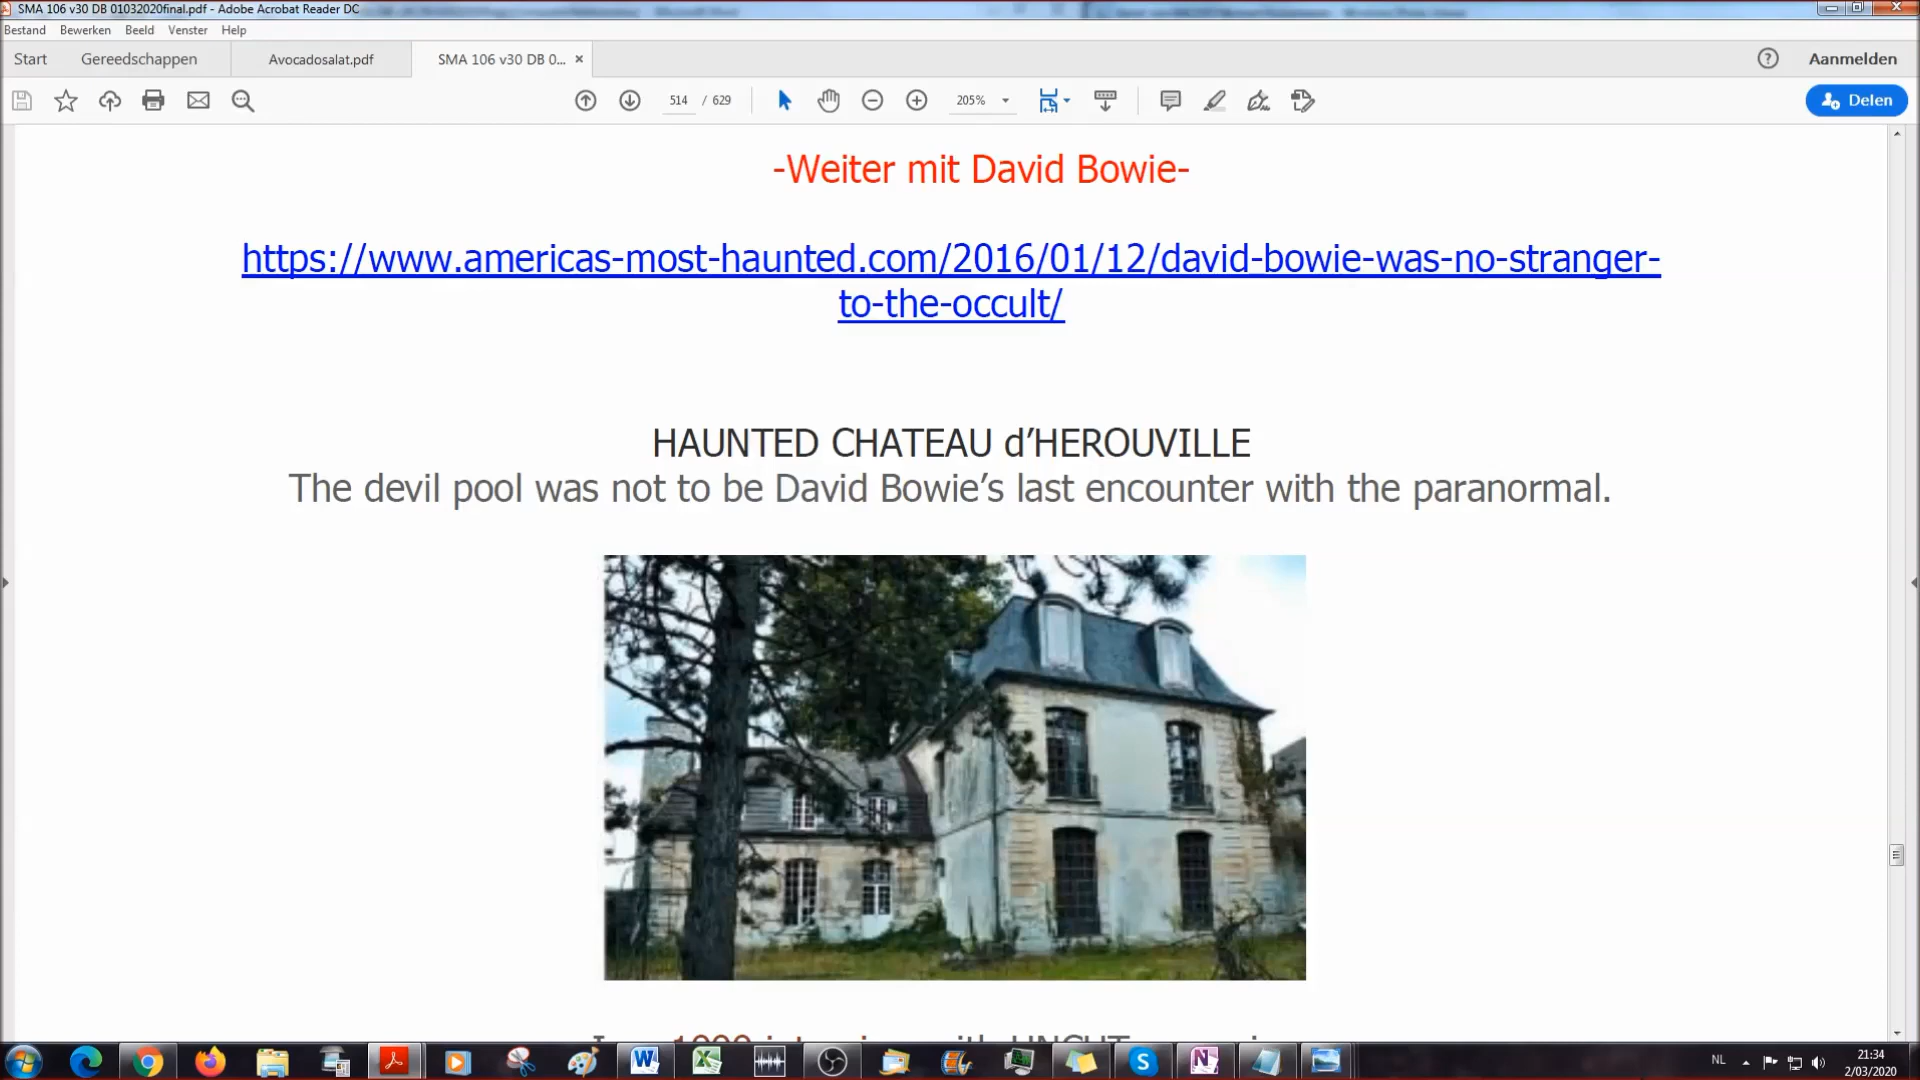 SMA 106 v30 DB 01032020final.pdf - Adobe Acrobat Reader DC
Bestand Bewerken Beeld Venster Help
Start Gereedschappen Avocadosalat.pdf SMA 106 v30 DB 0... × ? Aanmelden
514 / 629 205% Delen
-Weiter mit David Bowie-
https://www.americas-most-haunted.com/2016/01/12/david-bowie-was-no-stranger-
to-the-occult/
HAUNTED CHATEAU d’HEROUVILLE
The devil pool was not to be David Bowie’s last encounter with the paranormal.
NL 21:34
2/03/2020